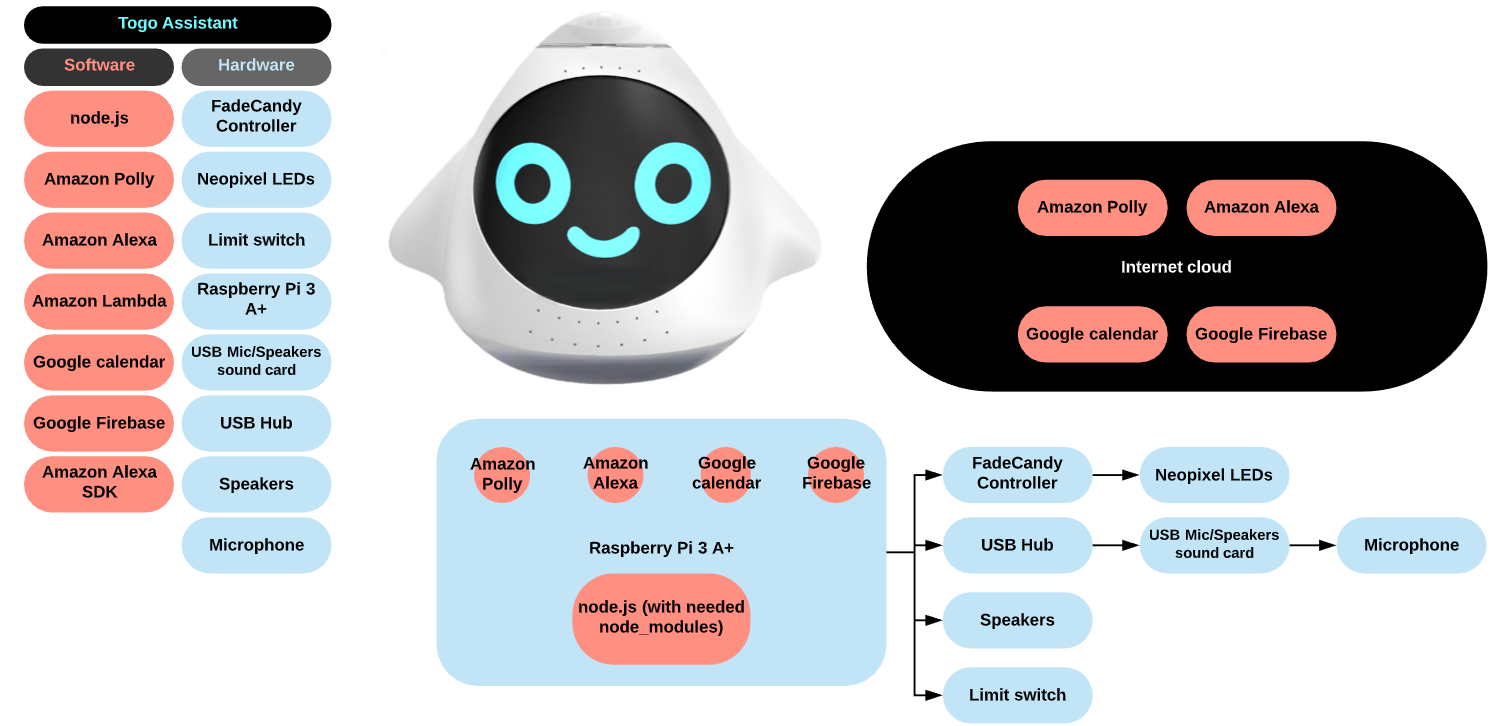 Togo Assistant
Software
Hardware
node.js
FadeCandy
Controller
Amazon Polly
Neopixel LEDs
Amazon Alexa
Limit switch
Amazon Lambda
Raspberry Pi 3
A+
Google calendar
USB Mic/Speakers
sound card
Google Firebase
USB Hub
Amazon Alexa
SDK
Speakers
Microphone
Amazon Polly
Amazon Alexa
Internet cloud
Google calendar
Google Firebase
Amazon
Polly
Amazon
Alexa
Google
calendar
Google
Firebase
Raspberry Pi 3 A+
node.js (with needed
node_modules)
FadeCandy
Controller
Neopixel LEDs
USB Hub
USB Mic/Speakers
sound card
Microphone
Speakers
Limit switch